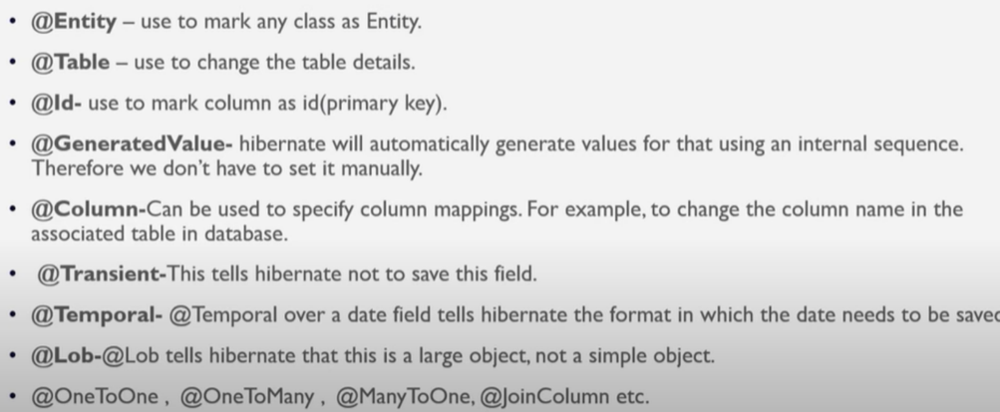 • @Entity – use to mark any class as Entity.
• @Table – use to change the table details.
• @Id- use to mark column as id(primary key).
• @GeneratedValue- hibernate will automatically generate values for that using an internal sequence.
Therefore we don't have to set it manually.
• @Column-Can be used to specify column mappings. For example, to change the column name in the
associated table in database.
• @Transient-This tells hibernate not to save this field.
• @Temporal- @Temporal over a date field tells hibernate the format in which the date needs to be saved
• @Lob-@Lob tells hibernate that this is a large object, not a simple object.
• @OneToOne , @OneToMany , @ManyToOne, @JoinColumn etc.